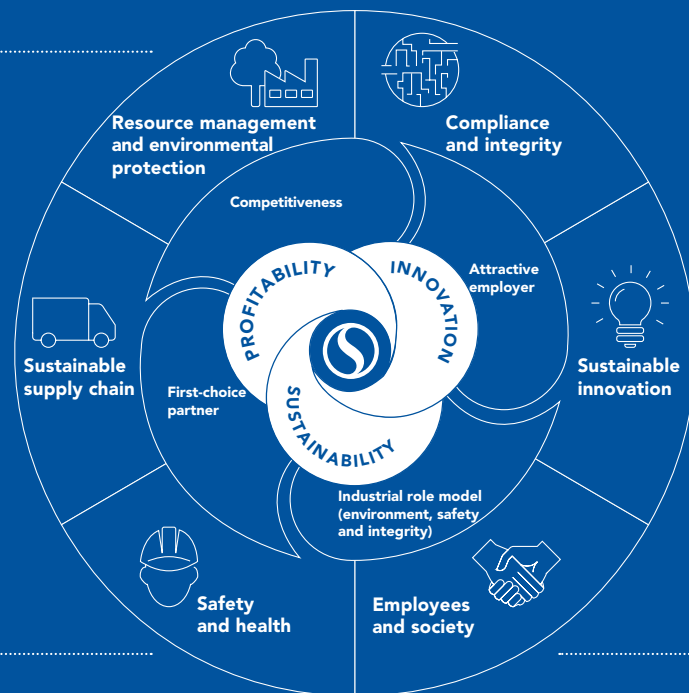 Resource management
and environmental
protection
Compliance
and integrity
Competitiveness
Attractive
employer
PROFITABILITY
INNOVATION
SUSTAINABILITY
Sustainable
supply chain
First-choice
partner
Sustainable
innovation
Industrial role model
(environment, safety
and integrity)
Safety
and health
Employees
and society